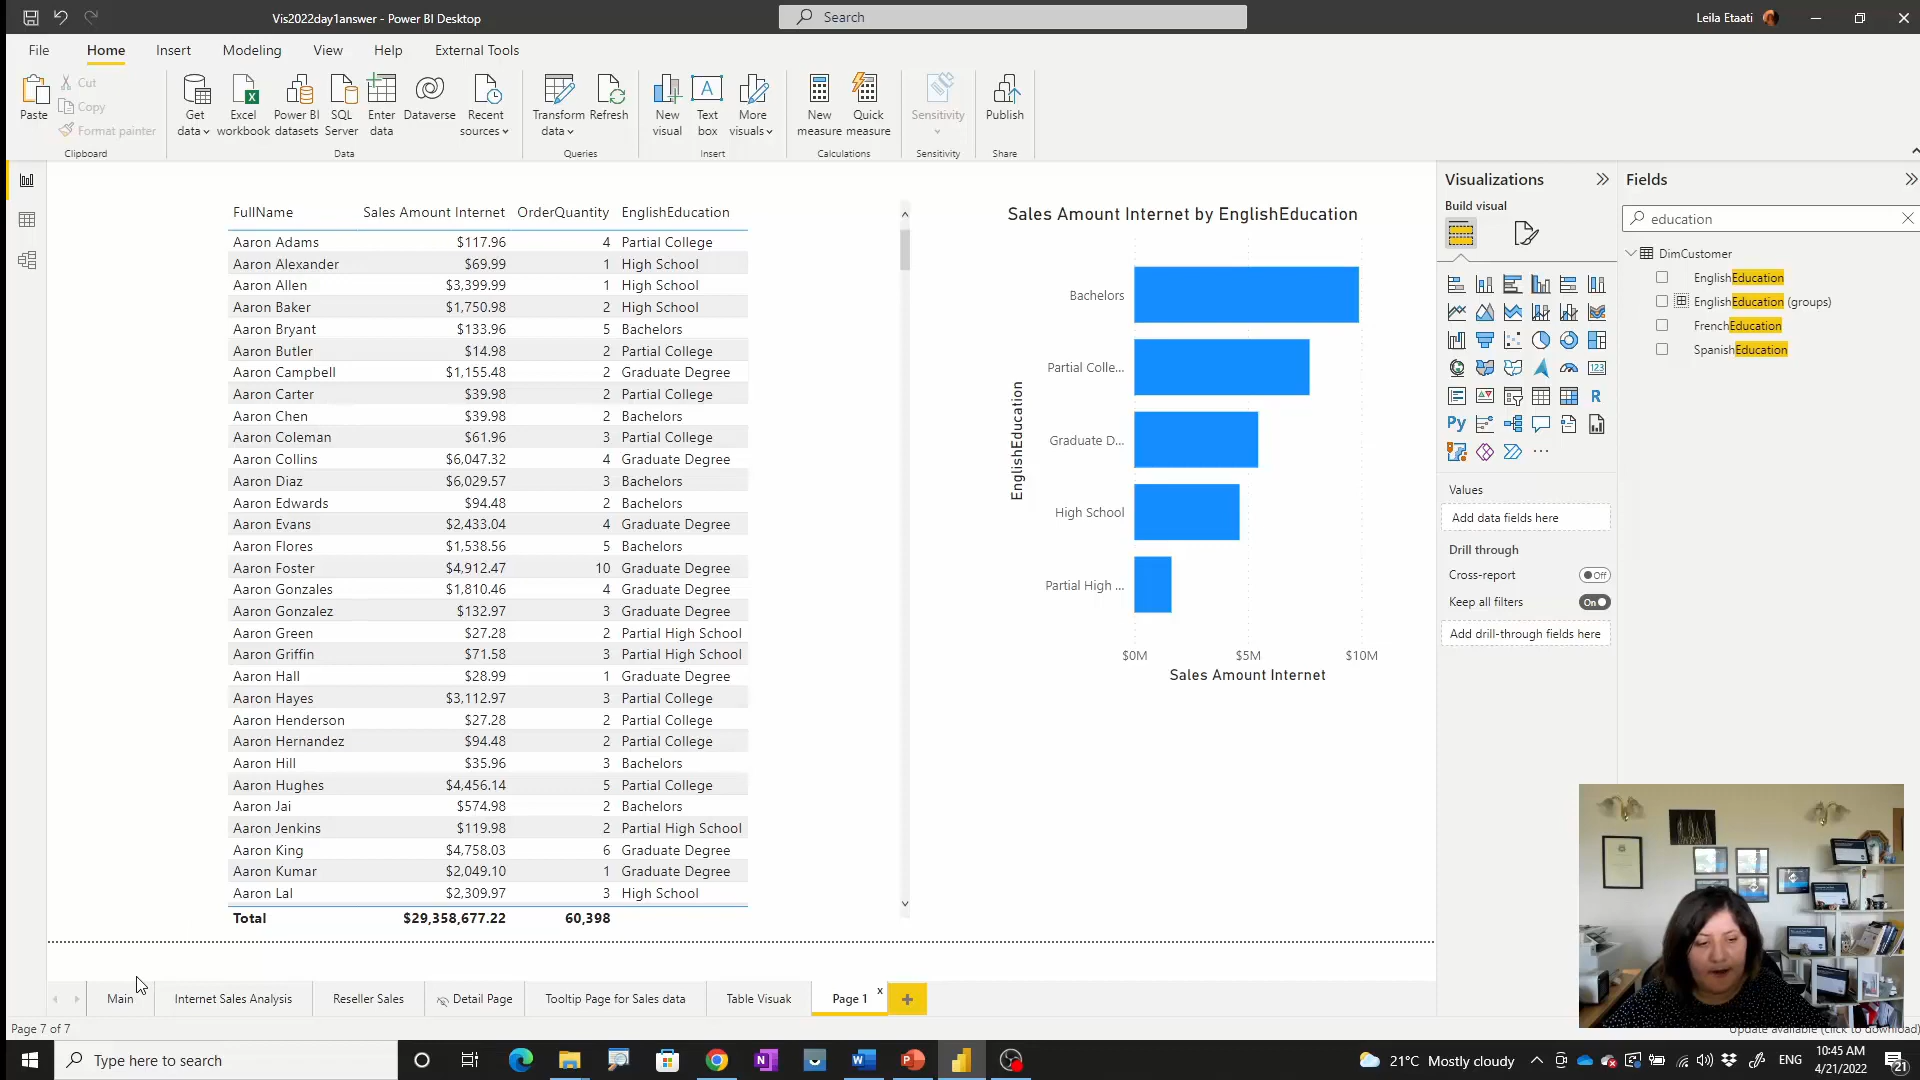 Vis2022day1answer - Power BI Desktop
Search
Leila Etaati
File Home Insert Modeling View Help External Tools
Paste
Cut
Copy
Format painter
Clipboard
Get data
Excel workbook
Power BI datasets
SQL Server
Enter data
Dataverse
Recent sources
Data
Transform data
Refresh
Queries
New visual
Text box
More visuals
Insert
New measure
Quick measure
Calculations
Sensitivity
Sensitivity
Publish
Share
FullName Sales Amount Internet OrderQuantity EnglishEducation
Aaron Adams $117.96 4 Partial College
Aaron Alexander $69.99 1 High School
Aaron Allen $3,399.99 1 High School
Aaron Baker $1,750.98 2 High School
Aaron Bryant $133.96 5 Bachelors
Aaron Butler $14.98 2 Partial College
Aaron Campbell $1,155.48 2 Graduate Degree
Aaron Carter $39.98 2 Partial College
Aaron Chen $39.98 2 Bachelors
Aaron Coleman $61.96 3 Partial College
Aaron Collins $6,047.32 4 Graduate Degree
Aaron Diaz $6,029.57 3 Bachelors
Aaron Edwards $94.48 2 Bachelors
Aaron Evans $2,433.04 4 Graduate Degree
Aaron Flores $1,538.56 5 Bachelors
Aaron Foster $4,912.47 10 Graduate Degree
Aaron Gonzales $1,810.46 4 Graduate Degree
Aaron Gonzalez $132.97 3 Graduate Degree
Aaron Green $27.28 2 Partial High School
Aaron Griffin $71.58 3 Partial High School
Aaron Hall $28.99 1 Graduate Degree
Aaron Hayes $3,112.97 3 Partial College
Aaron Henderson $27.28 2 Partial College
Aaron Hernandez $94.48 2 Partial College
Aaron Hill $35.96 3 Bachelors
Aaron Hughes $4,456.14 5 Partial College
Aaron Jai $574.98 2 Bachelors
Aaron Jenkins $119.98 2 Partial High School
Aaron King $4,758.03 6 Graduate Degree
Aaron Kumar $2,049.10 1 Graduate Degree
Aaron Lal $2,309.97 3 High School
Total $29,358,677.22 60,398
Sales Amount Internet by EnglishEducation
EnglishEducation
Bachelors
Partial Colle...
Graduate D...
High School
Partial High ...
$0M $5M $10M
Sales Amount Internet
Visualizations
Build visual
123
R
Py
...
Values
Add data fields here
Drill through
Cross-report Off
Keep all filters On
Add drill-through fields here
Fields
education
DimCustomer
EnglishEducation
EnglishEducation (groups)
FrenchEducation
SpanishEducation
Main Internet Sales Analysis Reseller Sales Detail Page Tooltip Page for Sales data Table Visuak Page 1 x +
Page 7 of 7
Update available (click to download)
Type here to search
21°C Mostly cloudy
ENG
10:45 AM
4/21/2022
21